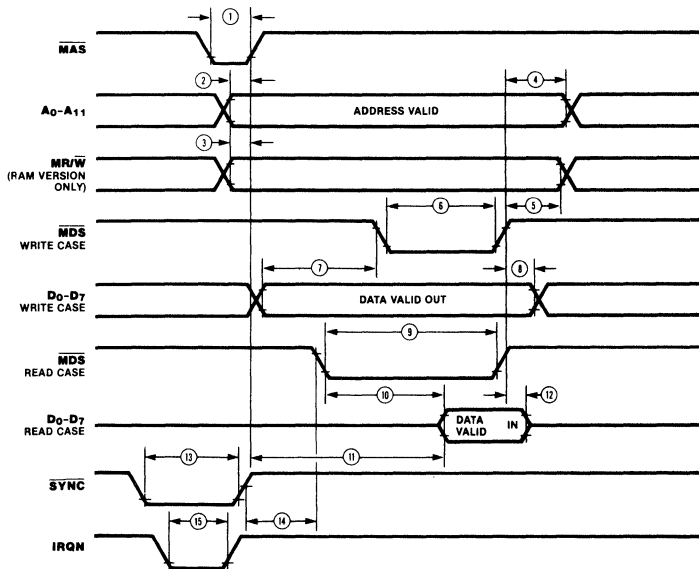 1
MAS
2
4
A0-A11
ADDRESS VALID
3
MR/W
(RAM VERSION
ONLY)
6
5
MDS
WRITE CASE
7
8
D0-D7
WRITE CASE
DATA VALID OUT
9
MDS
READ CASE
10
12
D0-D7
READ CASE
DATA
VALID IN
13
11
SYNC
14
15
IRQN